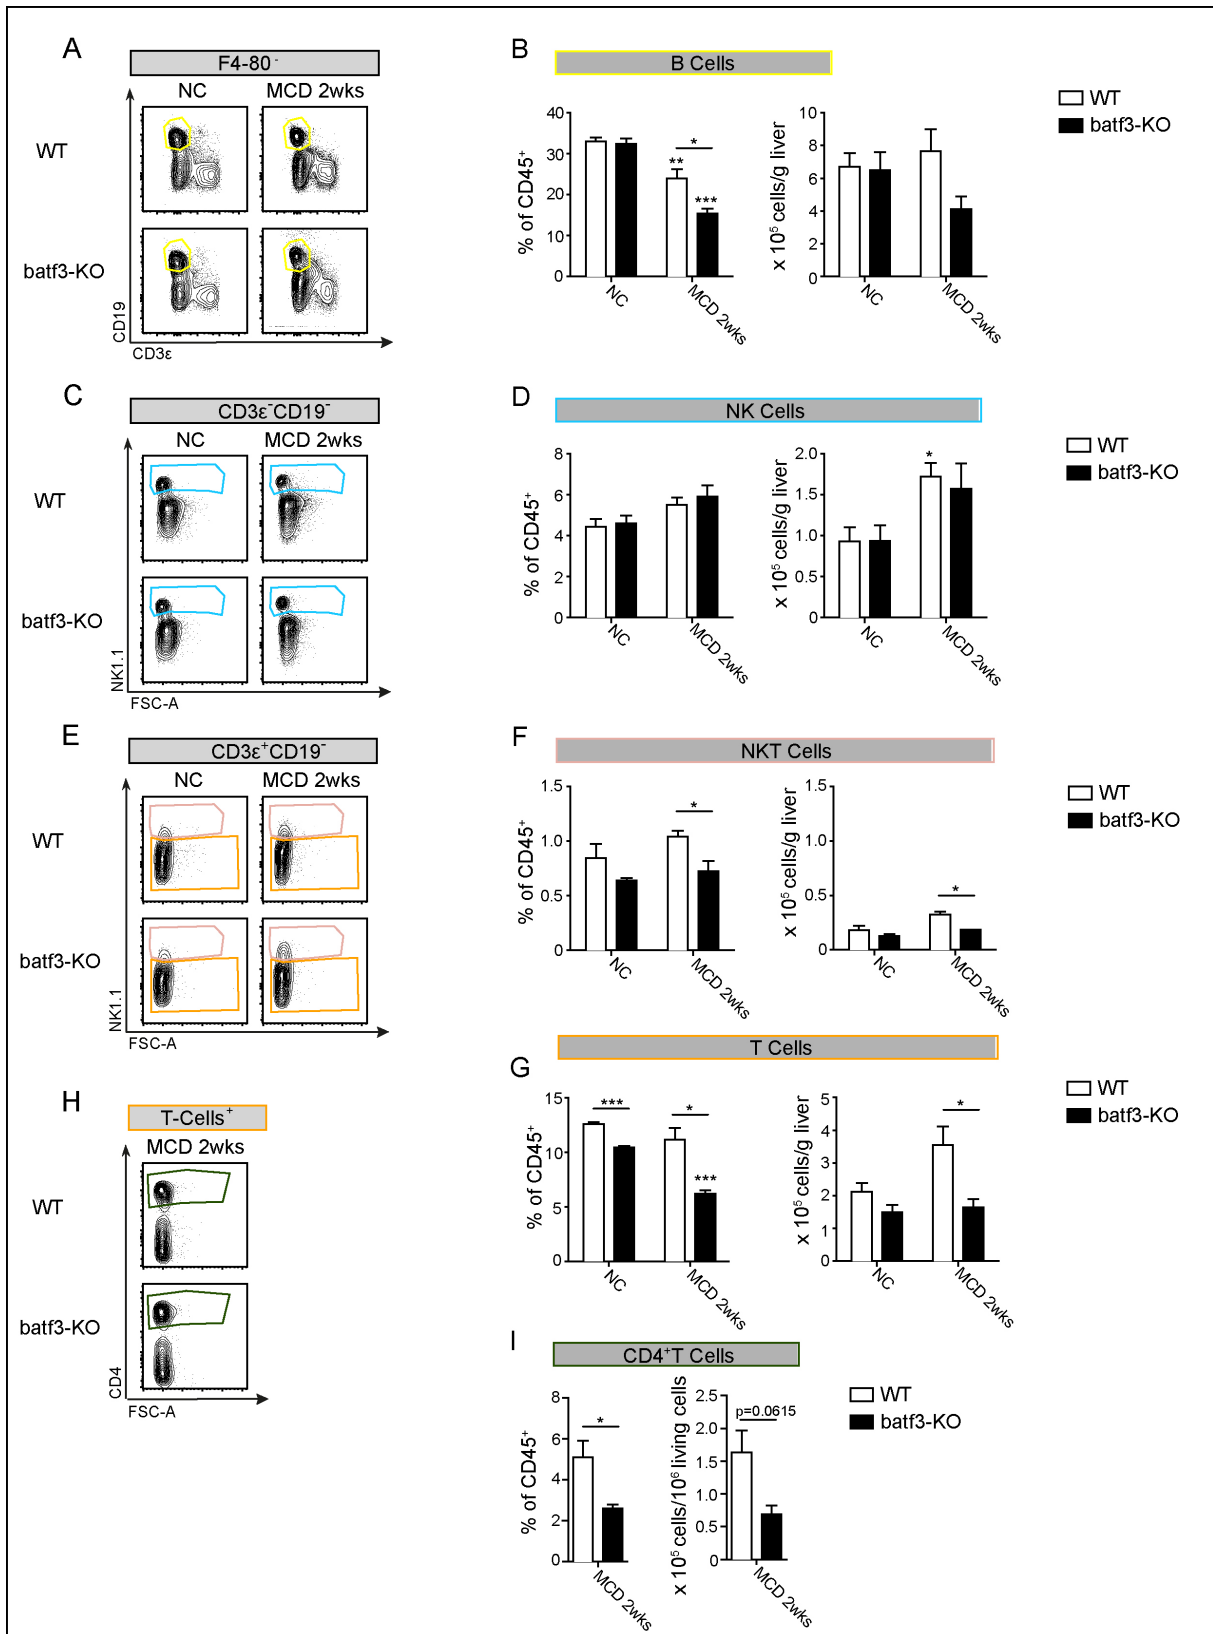 A
F4-80⁻
NC MCD 2wks
WT
batf3-KO
CD19
CD3ε
B
B Cells
WT
batf3-KO
% of CD45⁺
40
30
20
10
0
** * ***
NC MCD 2wks
x 10⁵ cells/g liver
10
8
6
4
2
0
NC MCD 2wks
C
CD3ε⁻CD19⁻
NC MCD 2wks
WT
batf3-KO
NK1.1
FSC-A
D
NK Cells
WT
batf3-KO
% of CD45⁺
8
6
4
2
0
NC MCD 2wks
x 10⁵ cells/g liver
2.0
1.5
1.0
0.5
0
*
NC MCD 2wks
E
CD3ε⁺CD19⁻
NC MCD 2wks
WT
batf3-KO
NK1.1
FSC-A
F
NKT Cells
WT
batf3-KO
% of CD45⁺
1.5
1.0
0.5
0
*
NC MCD 2wks
x 10⁵ cells/g liver
1.5
1.0
0.5
0
*
NC MCD 2wks
G
T Cells
WT
batf3-KO
% of CD45⁺
15
10
5
0
*** * ***
NC MCD 2wks
x 10⁵ cells/g liver
5
4
3
2
1
0
*
NC MCD 2wks
H
T-Cells⁺
MCD 2wks
WT
batf3-KO
CD4
FSC-A
I
CD4⁺T Cells
WT
batf3-KO
% of CD45⁺
8
6
4
2
0
*
MCD 2wks
x 10⁵ cells/10⁶ living cells
2.5
2.0
1.5
1.0
0.5
0
p=0.0615
MCD 2wks